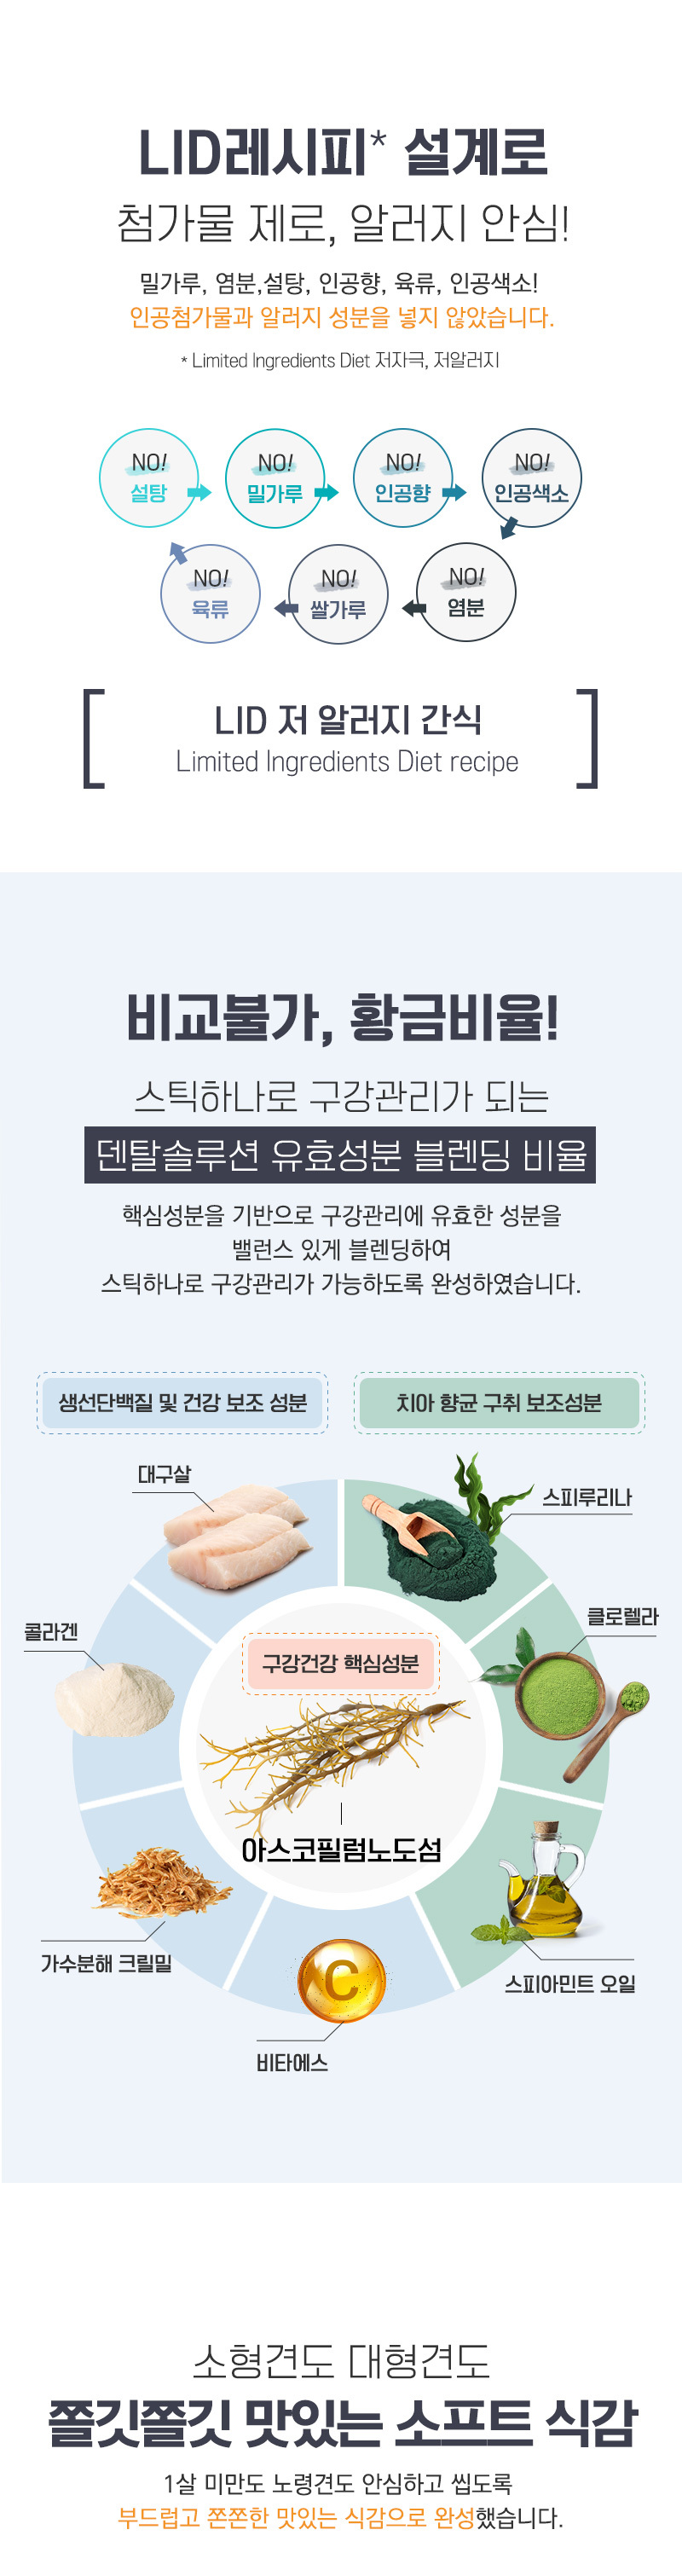 LID레시피* 설계로
첨가물 제로, 알러지 안심!
밀가루, 염분,설탕, 인공향, 육류, 인공색소!
인공첨가물과 알러지 성분을 넣지 않았습니다.
* Limited Ingredients Diet 저자극, 저알러지
NO!
설탕
NO!
밀가루
NO!
인공향
NO!
인공색소
NO!
육류
NO!
쌀가루
NO!
염분
LID 저 알러지 간식
Limited Ingredients Diet recipe
비교불가, 황금비율!
스틱하나로 구강관리가 되는
덴탈솔루션 유효성분 블렌딩 비율
핵심성분을 기반으로 구강관리에 유효한 성분을
밸런스 있게 블렌딩하여
스틱하나로 구강관리가 가능하도록 완성하였습니다.
생선단백질 및 건강 보조 성분
치아 향균 구취 보조성분
대구살
스피루리나
콜라겐
클로렐라
구강건강 핵심성분
아스코필럼노도섬
가수분해 크릴밀
스피아민트 오일
C
비타에스
소형견도 대형견도
쫄깃쫄깃 맛있는 소프트 식감
1살 미만도 노령견도 안심하고 씹도록
부드럽고 쫀쫀한 맛있는 식감으로 완성했습니다.